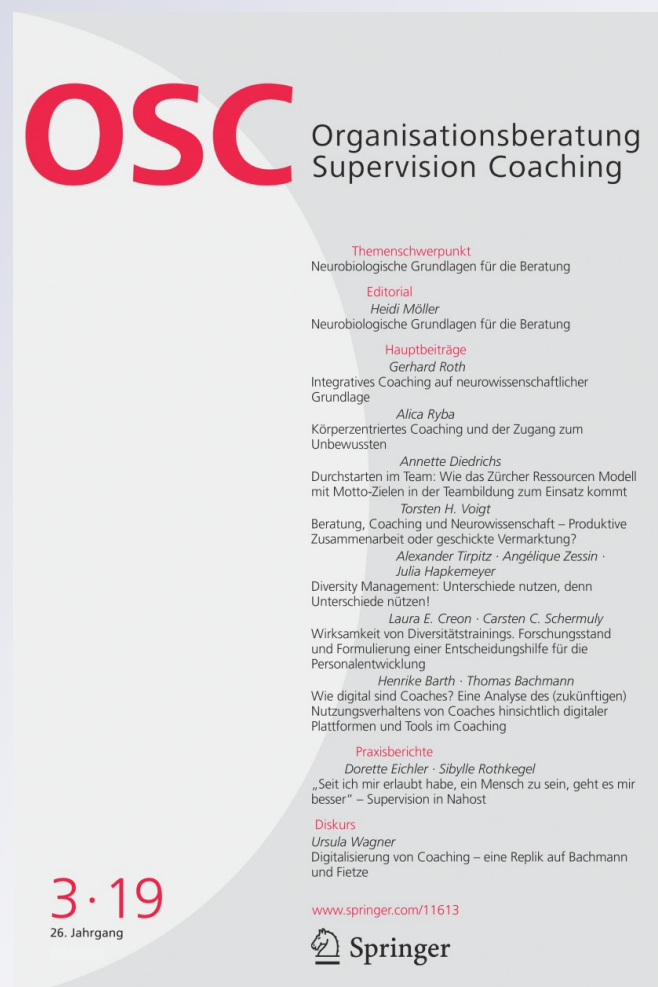 OSC
Organisationsberatung
Supervision Coaching
Themenschwerpunkt
Neurobiologische Grundlagen für die Beratung
Editorial
Heidi Möller
Neurobiologische Grundlagen für die Beratung
Hauptbeiträge
Gerhard Roth
Integratives Coaching auf neurowissenschaftlicher
Grundlage
Alica Ryba
Körperzentriertes Coaching und der Zugang zum
Unbewussten
Annette Diedrichs
Durchstarten im Team: Wie das Zürcher Ressourcen Modell
mit Motto-Zielen in der Teambildung zum Einsatz kommt
Torsten H. Voigt
Beratung, Coaching und Neurowissenschaft – Produktive
Zusammenarbeit oder geschickte Vermarktung?
Alexander Tirpitz · Angélique Zessin ·
Julia Hapkemeyer
Diversity Management: Unterschiede nutzen, denn
Unterschiede nützen!
Laura E. Creon · Carsten C. Schermuly
Wirksamkeit von Diversitätstrainings. Forschungsstand
und Formulierung einer Entscheidungshilfe für die
Personalentwicklung
Henrike Barth · Thomas Bachmann
Wie digital sind Coaches? Eine Analyse des (zukünftigen)
Nutzungsverhaltens von Coaches hinsichtlich digitaler
Plattformen und Tools im Coaching
Praxisberichte
Dorette Eichler · Sibylle Rothkegel
„Seit ich mir erlaubt habe, ein Mensch zu sein, geht es mir
besser“ – Supervision in Nahost
Diskurs
Ursula Wagner
Digitalisierung von Coaching – eine Replik auf Bachmann
und Fietze
3 · 19
26. Jahrgang
www.springer.com/11613
Springer